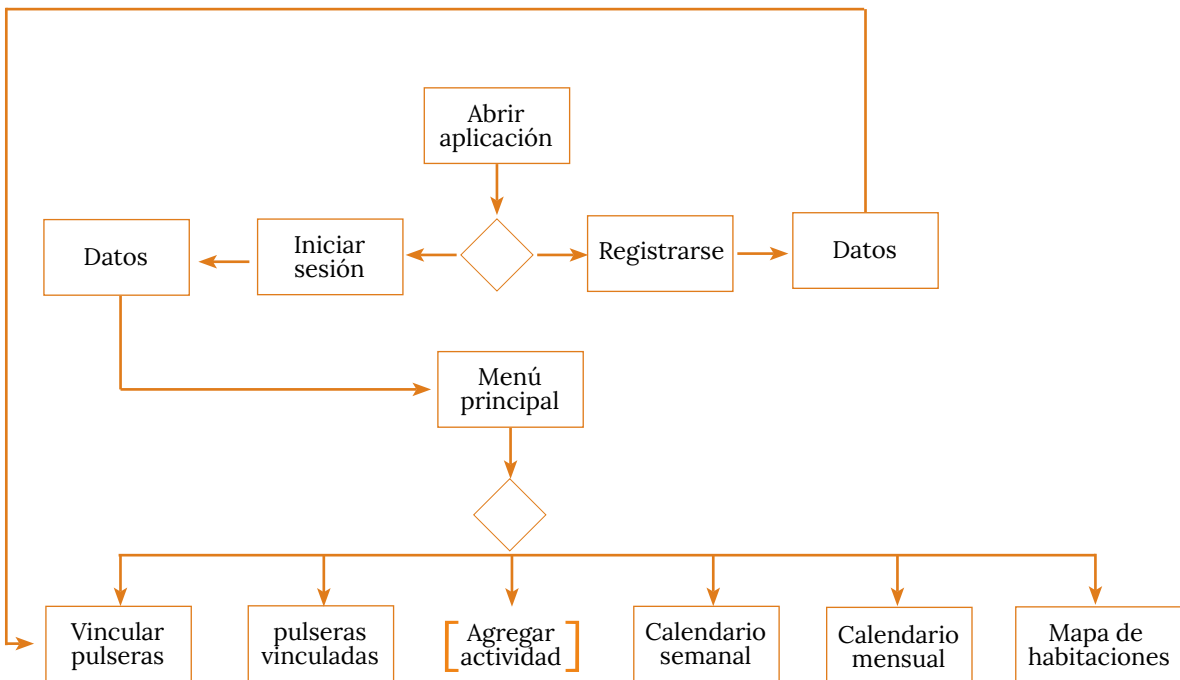 Abrir
aplicación
Datos
Iniciar
sesión
Registrarse
Datos
Menú
principal
Vincular
pulseras
pulseras
vinculadas
Agregar
actividad
Calendario
semanal
Calendario
mensual
Mapa de
habitaciones